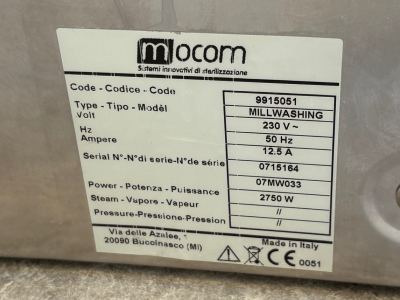 mocom
Sistemi innovativi di sterilizzazione
Code - Codice - Code 9915051
Type - Tipo - Modèl MILLWASHING
Volt 230 V ~
Hz 50 Hz
Ampere 12.5 A
Serial N°-N°di serie-N°de série 0715164
07MW033
Power - Potenza - Puissance 2750 W
Steam - Vapore - Vapeur //
Pressure-Pressione-Pression //
Via delle Azalee, 1
20090 Buccinasco (MI)
Made in Italy
CE 0051